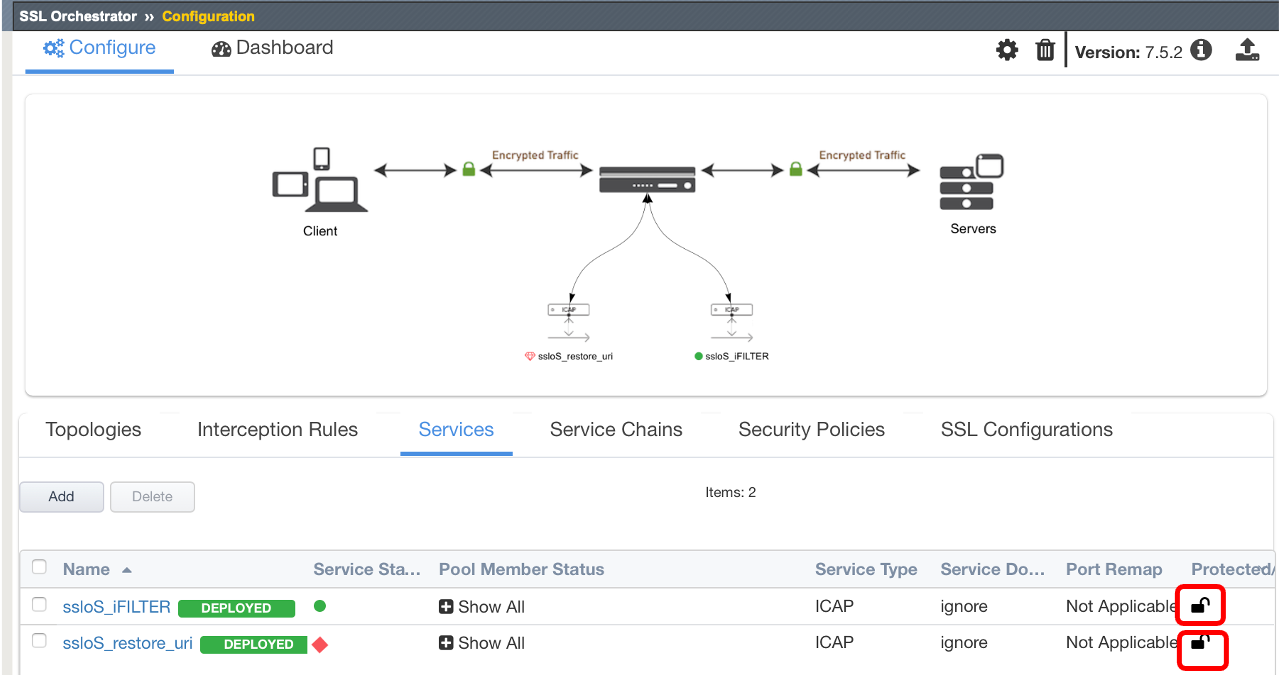 SSL Orchestrator ›› Configuration
Configure Dashboard Version: 7.5.2
Encrypted Traffic Encrypted Traffic
Client Servers
ICAP ICAP
ssloS_restore_uri ssloS_iFILTER
Topologies Interception Rules Services Service Chains Security Policies SSL Configurations
Add Delete Items: 2
Name Service Sta... Pool Member Status Service Type Service Do... Port Remap Protected/
ssloS_iFILTER DEPLOYED Show All ICAP ignore Not Applicable
ssloS_restore_uri DEPLOYED Show All ICAP ignore Not Applicable